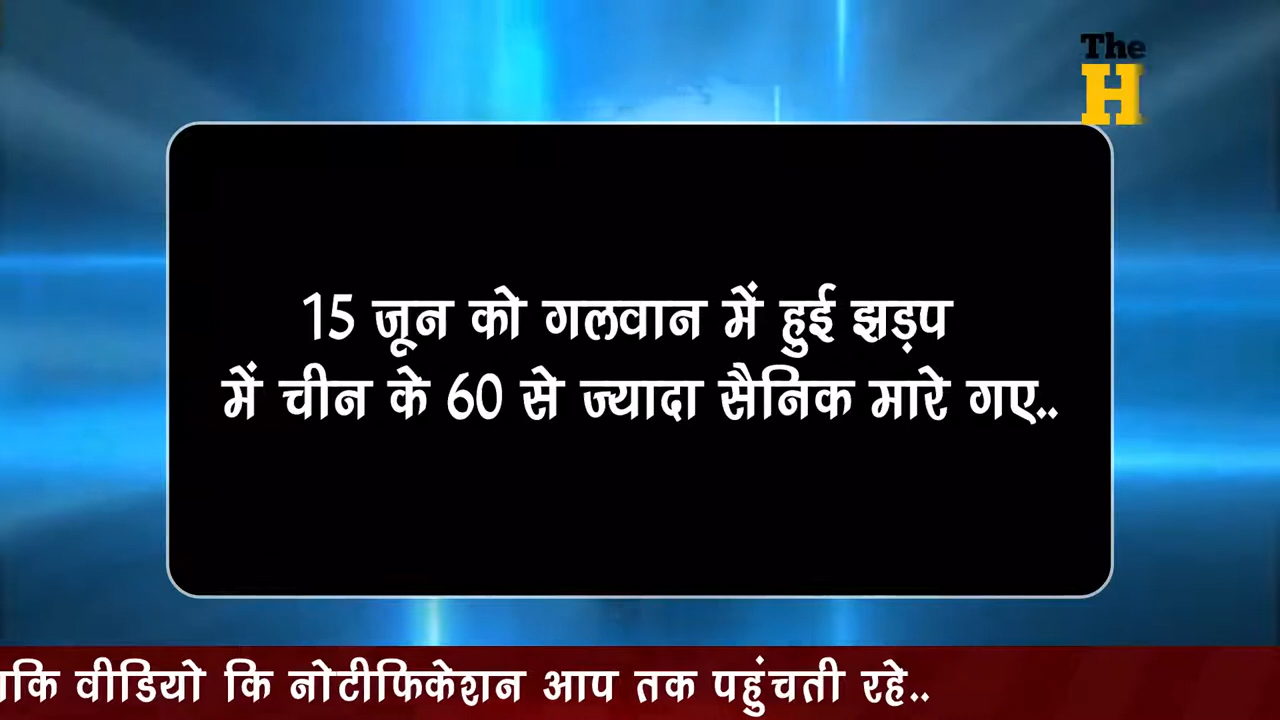 The
H
15 जून को गलवान में हुई झड़प
में चीन के 60 से ज्यादा सैनिक मारे गए..
वीडियो कि नोटीफिकेशन आप तक पहुंचती रहे..